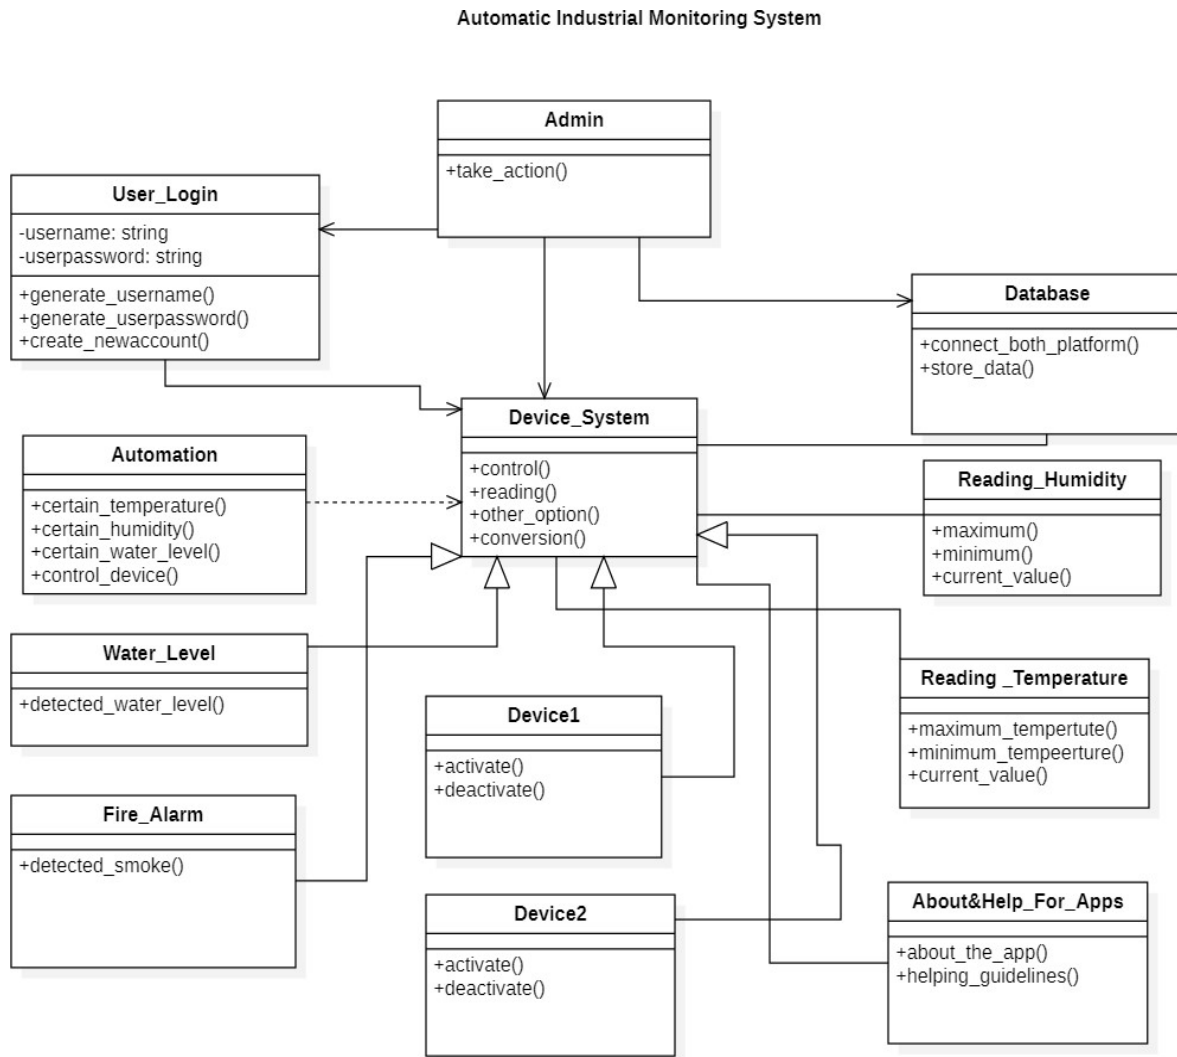 Automatic Industrial Monitoring System
Admin
+take_action()
User_Login
-username: string
-userpassword: string
+generate_username()
+generate_userpassword()
+create_newaccount()
Database
+connect_both_platform()
+store_data()
Device_System
+control()
+reading()
+other_option()
+conversion()
Automation
+certain_temperature()
+certain_humidity()
+certain_water_level()
+control_device()
Reading_Humidity
+maximum()
+minimum()
+current_value()
Water_Level
+detected_water_level()
Reading _Temperature
+maximum_tempertute()
+minimum_tempeerture()
+current_value()
Device1
+activate()
+deactivate()
Fire_Alarm
+detected_smoke()
Device2
+activate()
+deactivate()
About&Help_For_Apps
+about_the_app()
+helping_guidelines()